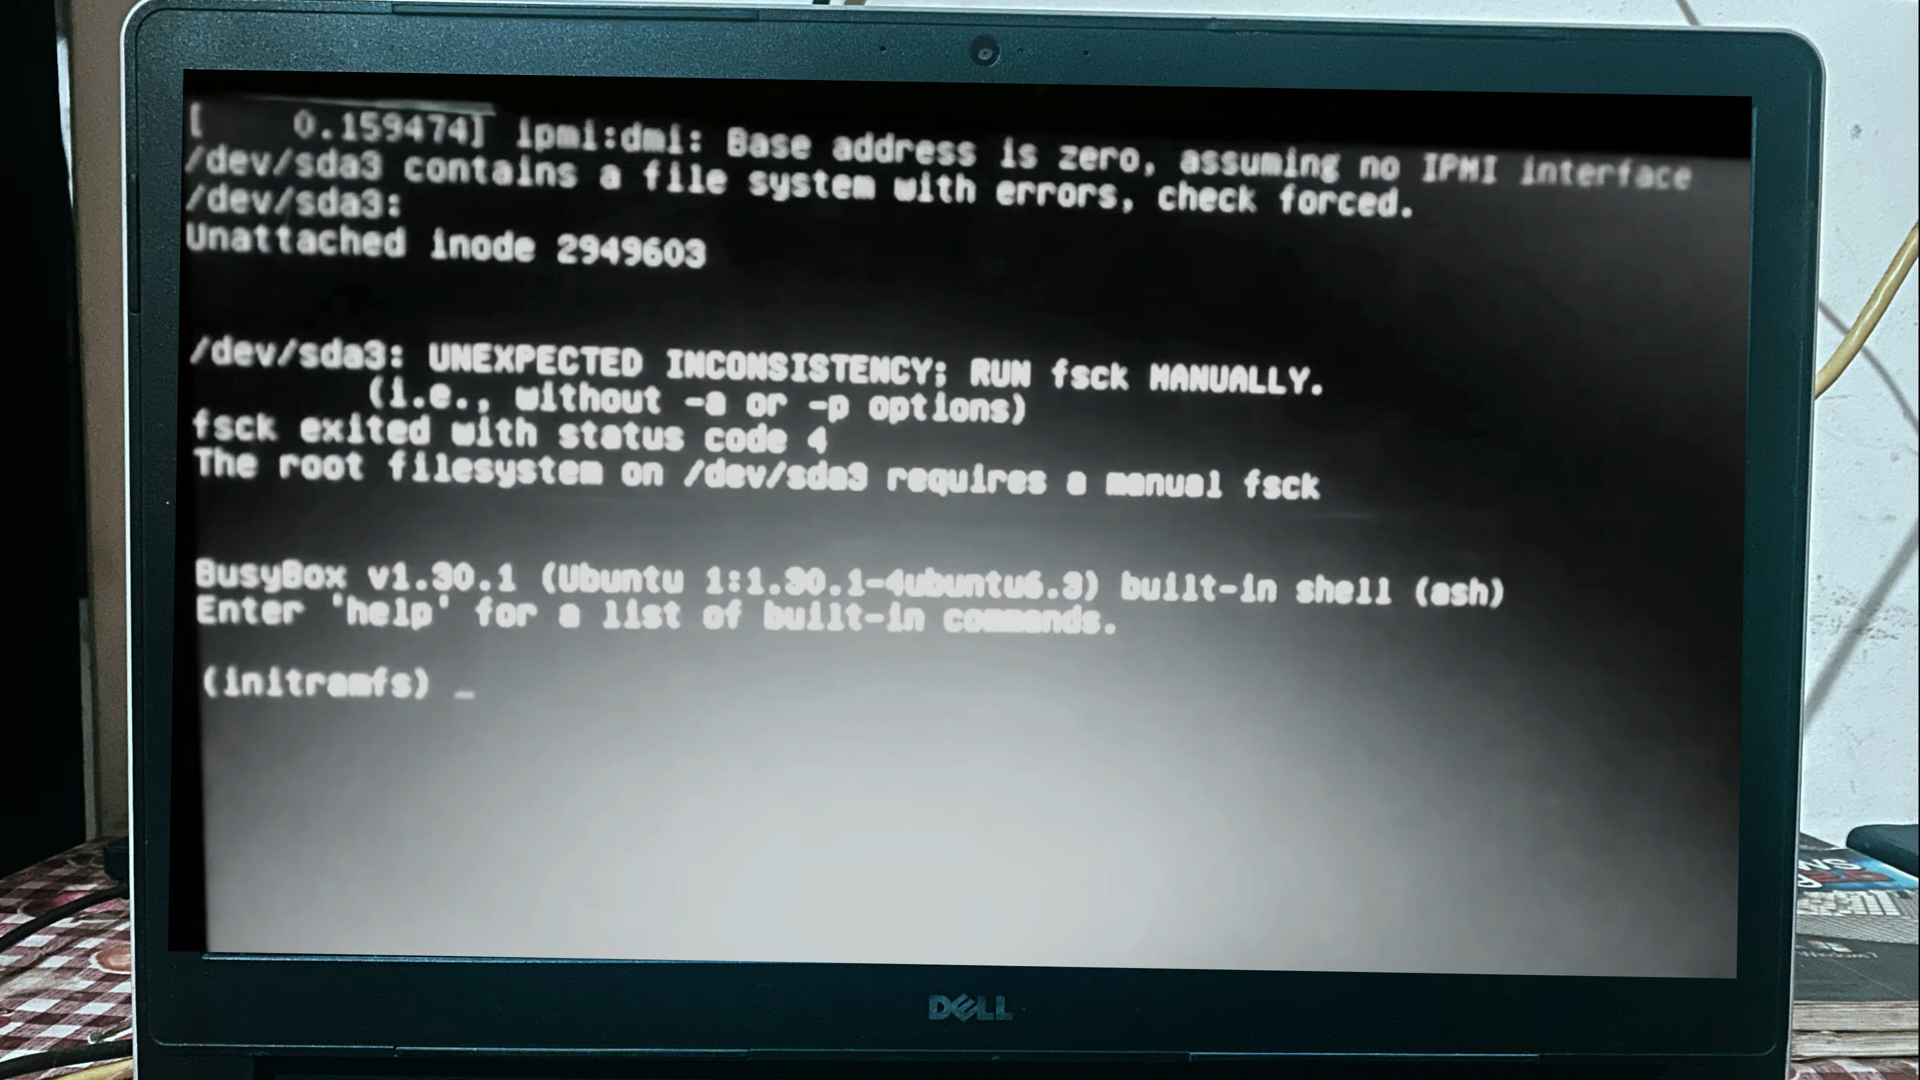 [    0.159474] ipmi:dmi: Base address is zero, assuming no IPMI interface
/dev/sda3 contains a file system with errors, check forced.
/dev/sda3:
Unattached inode 2949603
/dev/sda3: UNEXPECTED INCONSISTENCY; RUN fsck MANUALLY.
(i.e., without -a or -p options)
fsck exited with status code 4
The root filesystem on /dev/sda3 requires a manual fsck
BusyBox v1.30.1 (Ubuntu 1:1.30.1-4ubuntu6.3) built-in shell (ash)
Enter 'help' for a list of built-in commands.
(initramfs) _
DELL